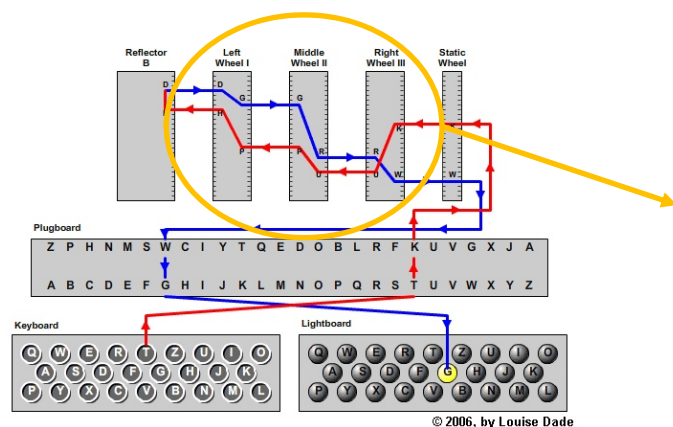 Reflector B
Left Wheel I
Middle Wheel II
Right Wheel III
Static Wheel
D D
G G
H
K
P P R R
U U W W
Plugboard
Z P H N M S W C I Y T Q E D O B L R F K U V G X J A
A B C D E F G H I J K L M N O P Q R S T U V W X Y Z
Keyboard
Q W E R T Z U I O
A S D F G H J K
P Y X C V B N M L
Lightboard
Q W E R T Z U I O
A S D F G H J K
P Y X C V B N M L
© 2006, by Louise Dade